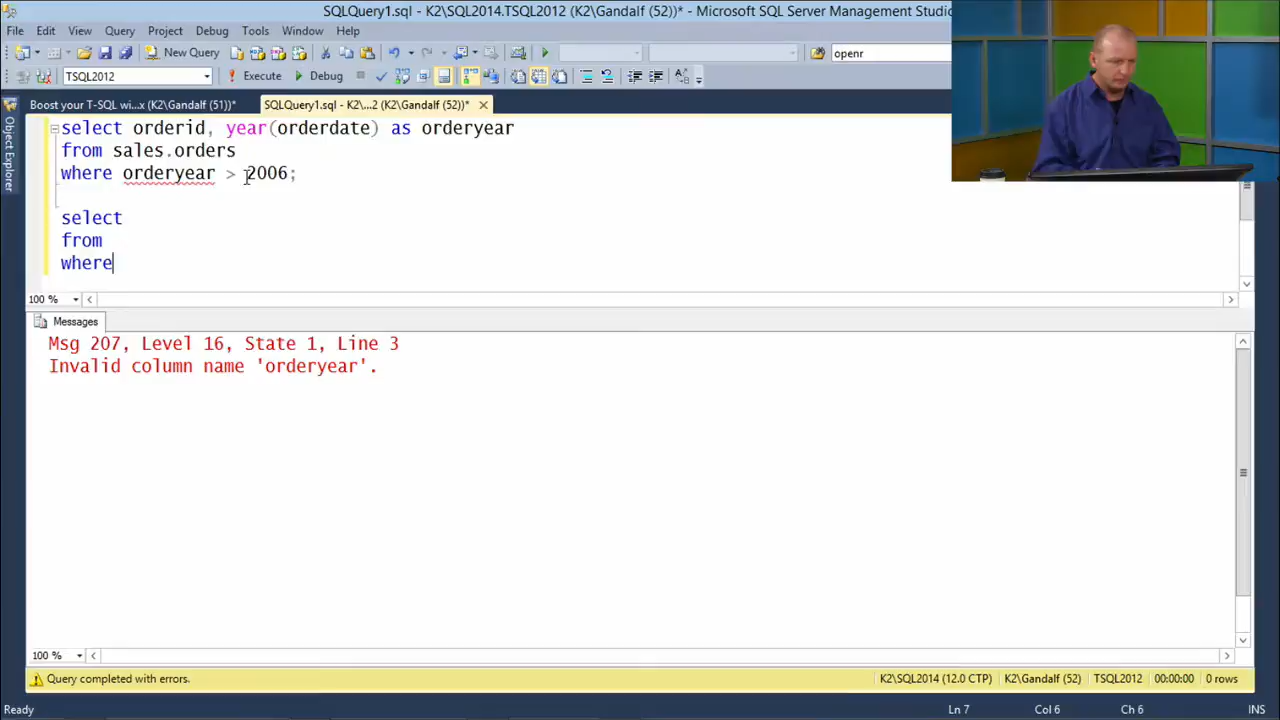 SQLQuery1.sql - K2\SQL2014.TSQL2012 (K2\Gandalf (52))* - Microsoft SQL Server Management Studio
File Edit View Query Project Debug Tools Window Help
New Query
openr
TSQL2012
Execute Debug
Boost your T-SQL wi...x (K2\Gandalf (51))*
SQLQuery1.sql - K2\...2 (K2\Gandalf (52))*
Object Explorer
select orderid, year(orderdate) as orderyear
from sales.orders
where orderyear > 2006;
select
from
where
100 %
Messages
Msg 207, Level 16, State 1, Line 3
Invalid column name 'orderyear'.
100 %
Query completed with errors.
K2\SQL2014 (12.0 CTP) K2\Gandalf (52) TSQL2012 00:00:00 0 rows
Ready
Ln 7 Col 6 Ch 6 INS